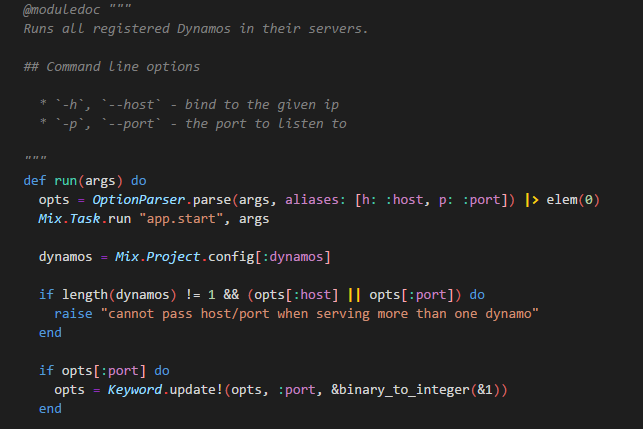 @moduledoc """
Runs all registered Dynamos in their servers.

## Command line options

  * `-h`, `--host` - bind to the given ip
  * `-p`, `--port` - the port to listen to

"""
def run(args) do
  opts = OptionParser.parse(args, aliases: [h: :host, p: :port]) |> elem(0)
  Mix.Task.run "app.start", args

  dynamos = Mix.Project.config[:dynamos]

  if length(dynamos) != 1 && (opts[:host] || opts[:port]) do
    raise "cannot pass host/port when serving more than one dynamo"
  end

  if opts[:port] do
    opts = Keyword.update!(opts, :port, &binary_to_integer(&1))
  end